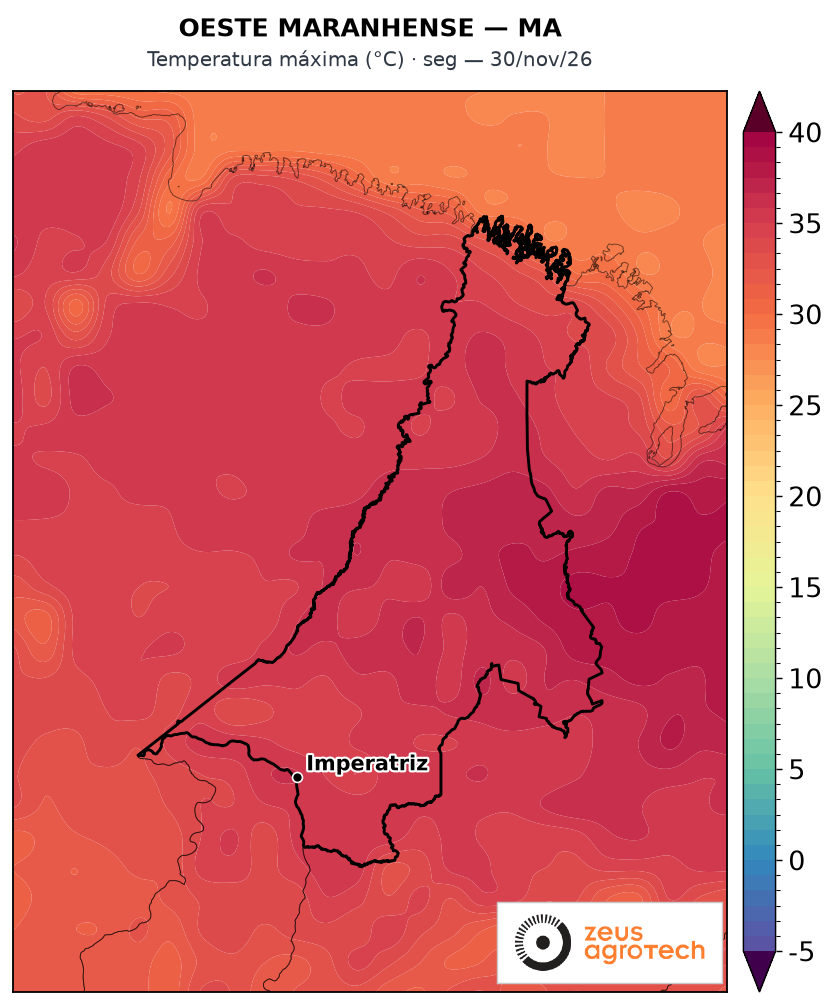 OESTE MARANHENSE — MA
Temperatura máxima (°C) · seg — 30/nov/26
40
35
30
25
20
15
10
5
0
-5
Imperatriz
zeus
agrotech